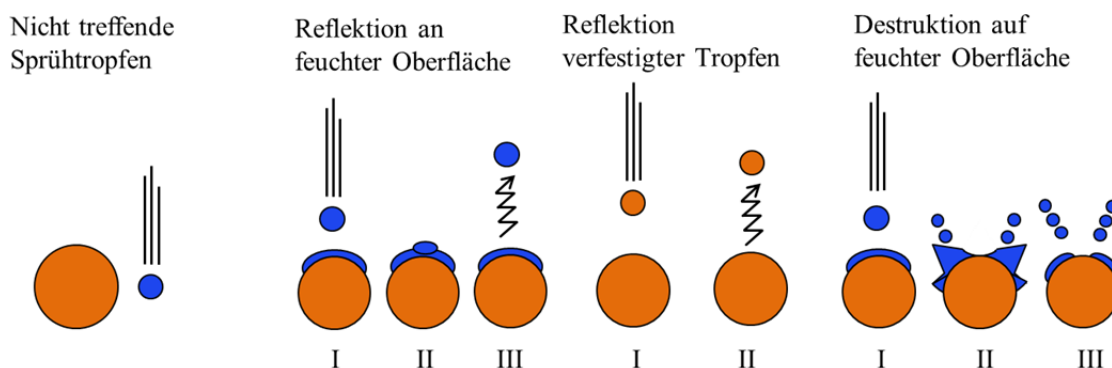 Nicht treffende
Sprühtropfen
Reflektion an
feuchter Oberfläche
Reflektion
verfestigter Tropfen
Destruktion auf
feuchter Oberfläche
I
II
III
I
II
I
II
III